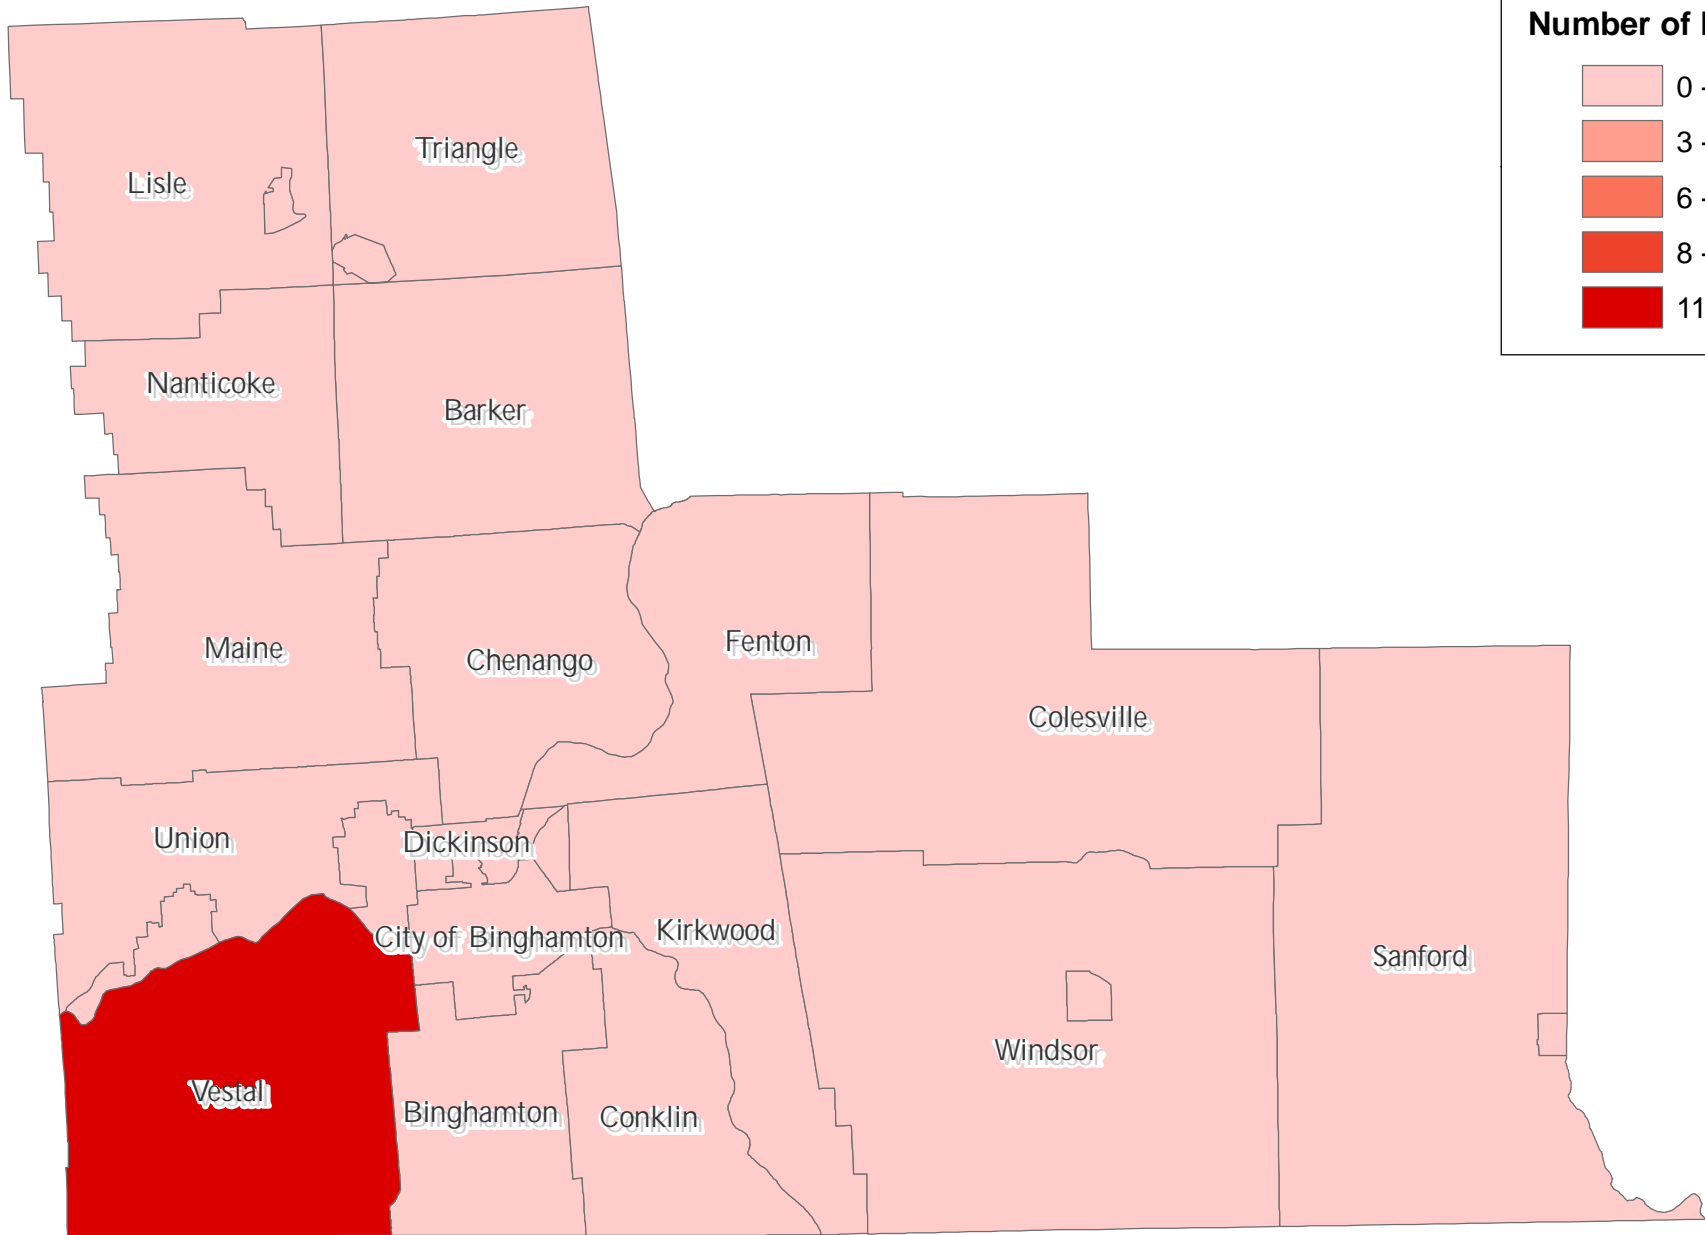 Number of
0 -
3 -
6 -
8 -
11
Triangle
Lisle
Nanticoke
Barker
Maine
Chenango
Fenton
Colesville
Union
Dickinson
City of Binghamton
Kirkwood
Sanford
Windsor
Vestal
Binghamton
Conklin